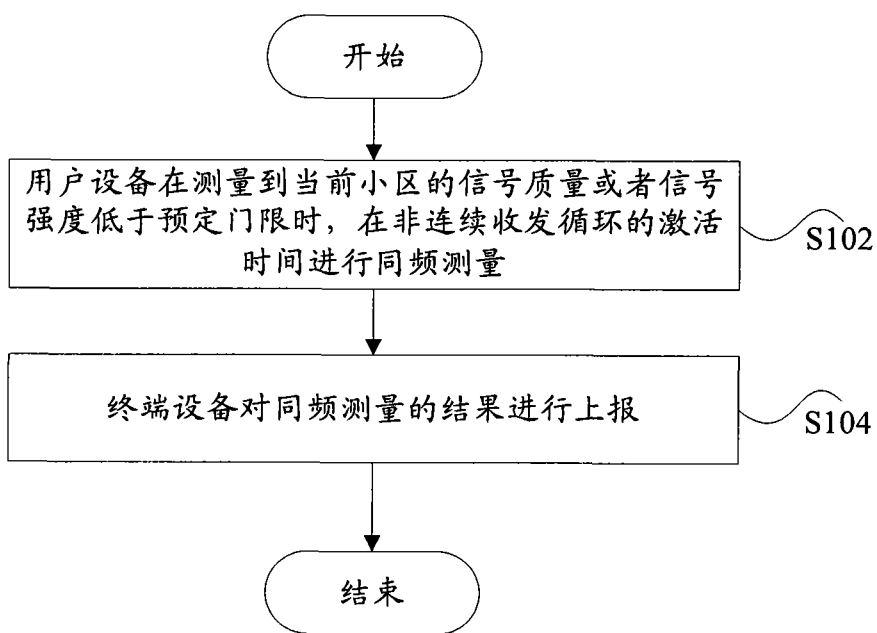 开始
用户设备在测量到当前小区的信号质量或者信号
强度低于预定门限时，在非连续收发循环的激活
时间进行同频测量
S102
终端设备对同频测量的结果进行上报
S104
结束